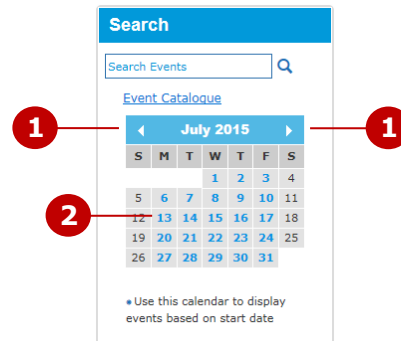 Search
Search Events
Event Catalogue
1 July 2015 1
S M T W T F S
1 2 3 4
5 6 7 8 9 10 11
2 12 13 14 15 16 17 18
19 20 21 22 23 24 25
26 27 28 29 30 31
• Use this calendar to display
events based on start date